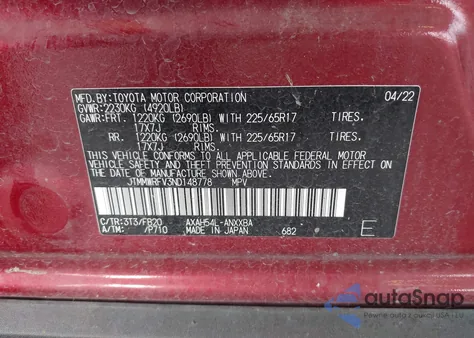 MFD.BY:TOYOTA MOTOR CORPORATION 04/22
GVWR:2230KG (4920LB)
GAWR:FRT. 1220KG (2690LB) WITH 225/65R17 TIRES.
17X7J RIMS.
RR. 1220KG (2690LB) WITH 225/65R17 TIRES.
17X7J RIMS.
THIS VEHICLE CONFORMS TO ALL APPLICABLE FEDERAL MOTOR
VEHICLE SAFETY AND THEFT PREVENTION STANDARDS IN EFFECT
ON THE DATE OF MANUFACTURE SHOWN ABOVE.
JTMMWRFV3ND148778 MPV
C/TR:3T3/FB20 AXAH54L-ANXXBA
A/TM: /P710 MADE IN JAPAN 682 E
autoSnap